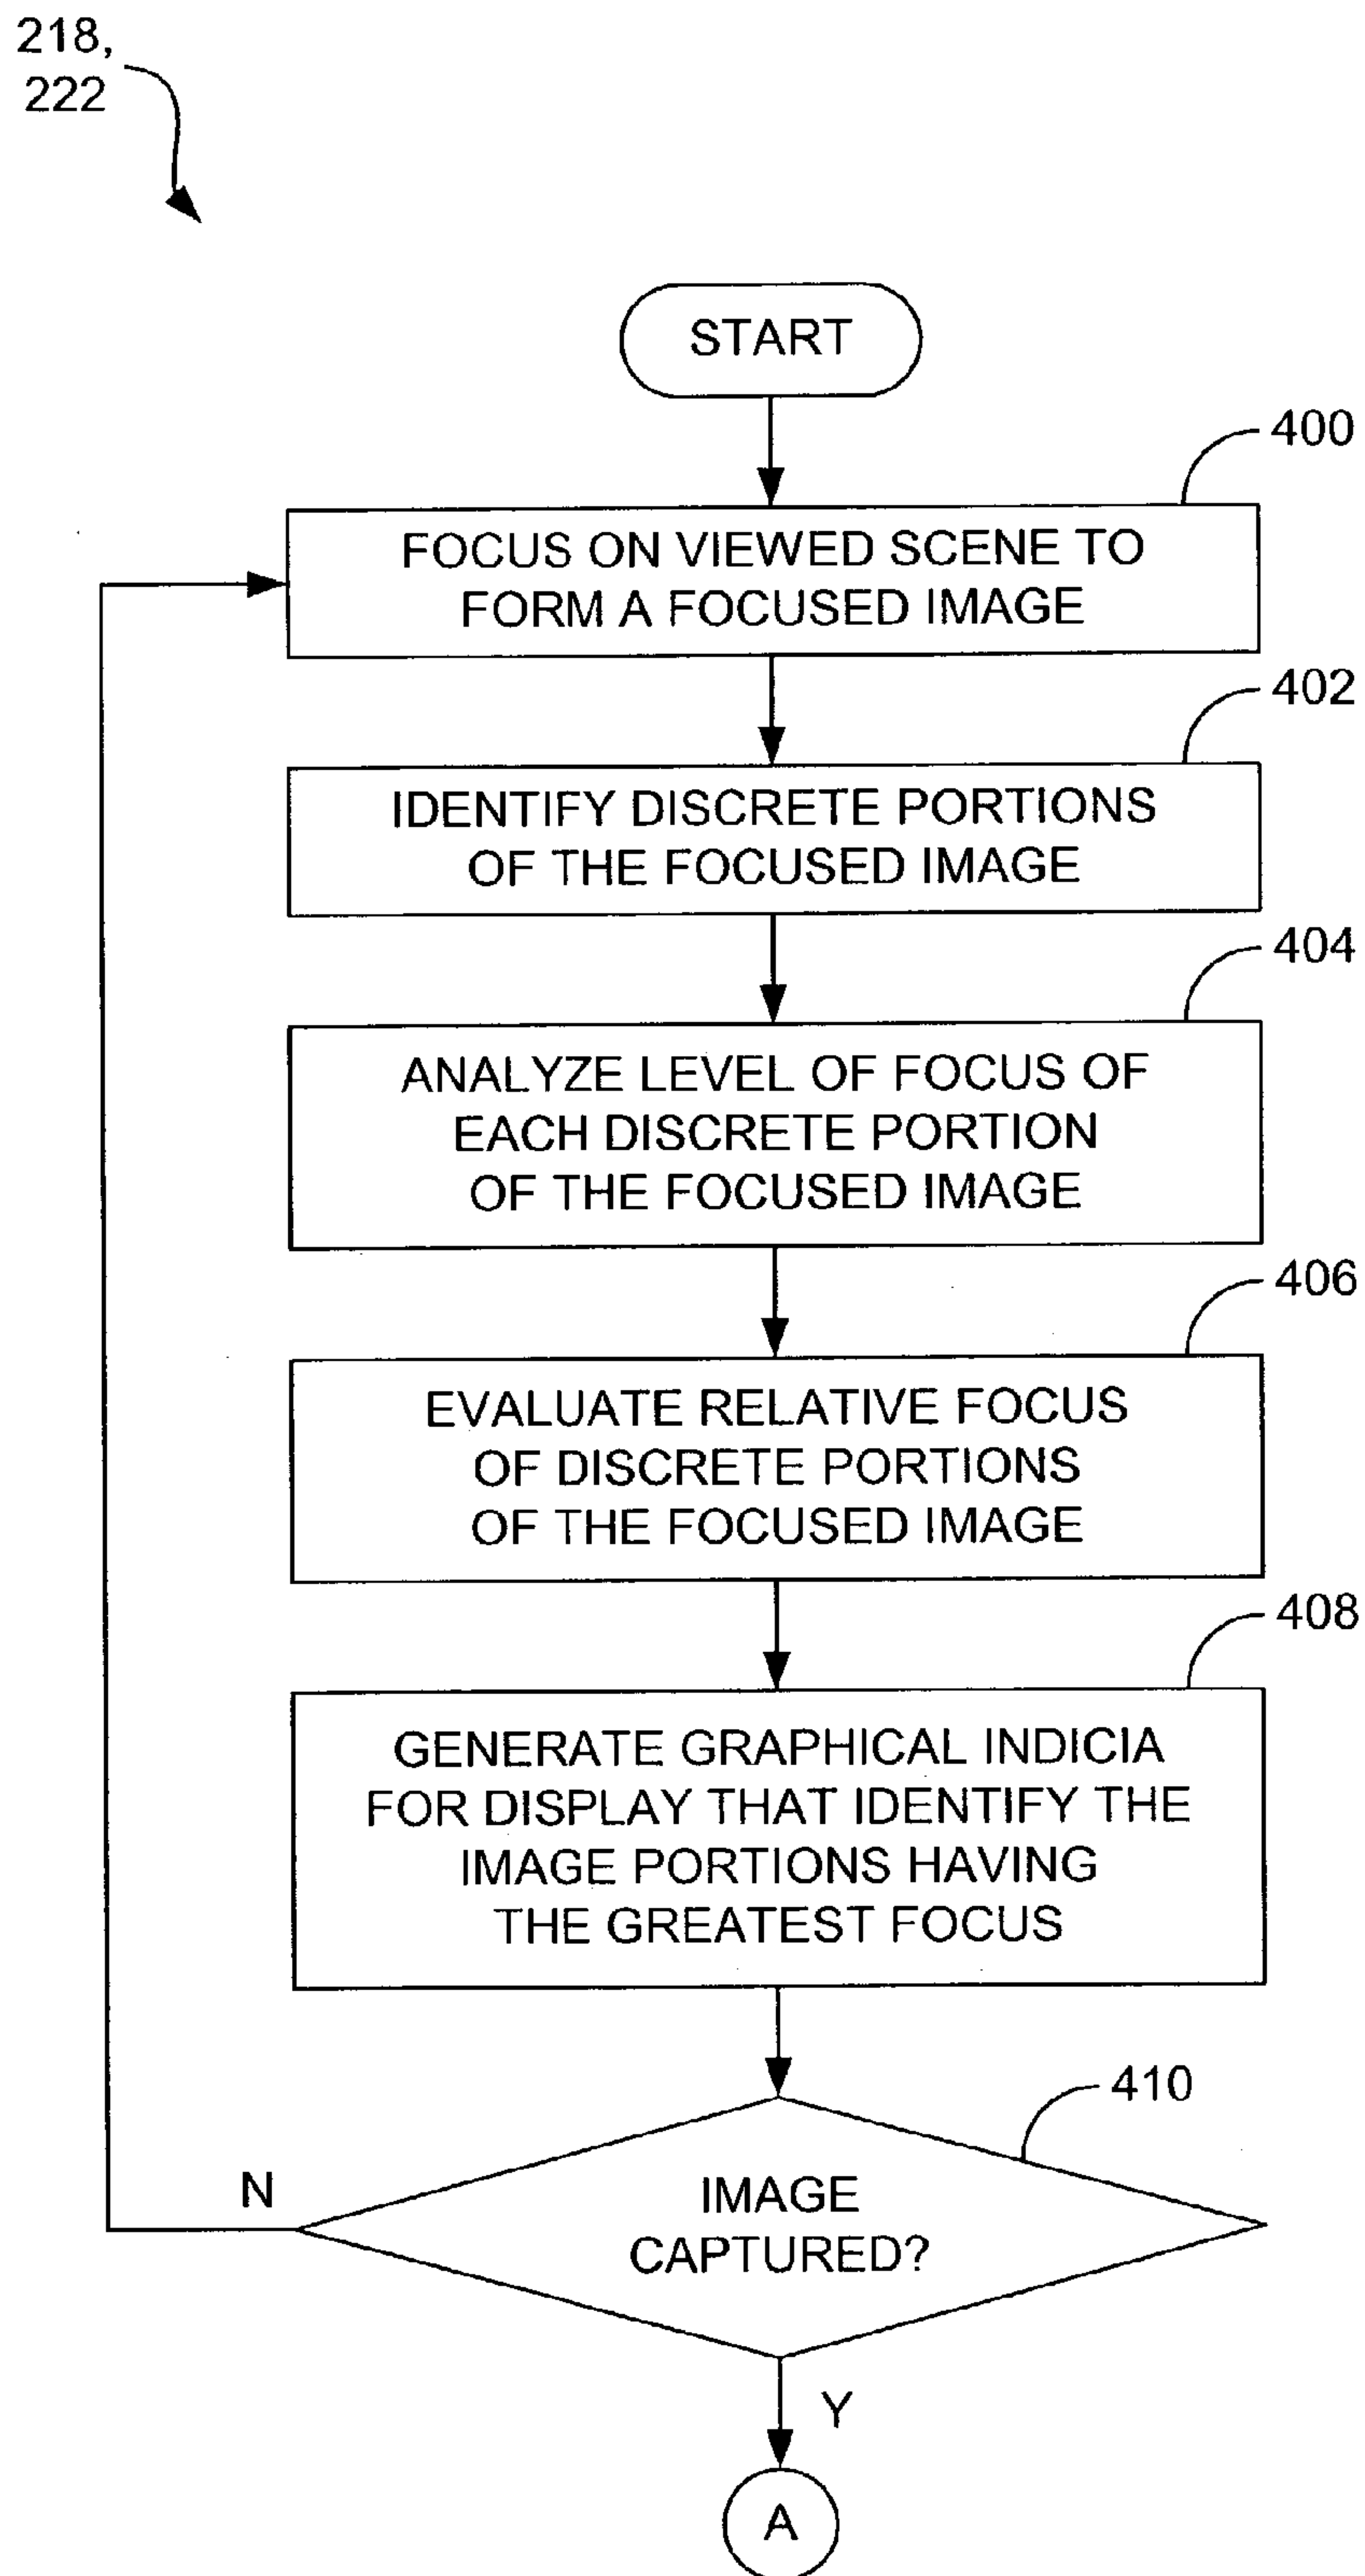 218,
222
START
400
FOCUS ON VIEWED SCENE TO
FORM A FOCUSED IMAGE
402
IDENTIFY DISCRETE PORTIONS
OF THE FOCUSED IMAGE
404
ANALYZE LEVEL OF FOCUS OF
EACH DISCRETE PORTION
OF THE FOCUSED IMAGE
406
EVALUATE RELATIVE FOCUS
OF DISCRETE PORTIONS
OF THE FOCUSED IMAGE
408
GENERATE GRAPHICAL INDICIA
FOR DISPLAY THAT IDENTIFY THE
IMAGE PORTIONS HAVING
THE GREATEST FOCUS
410
N
IMAGE
CAPTURED?
Y
A